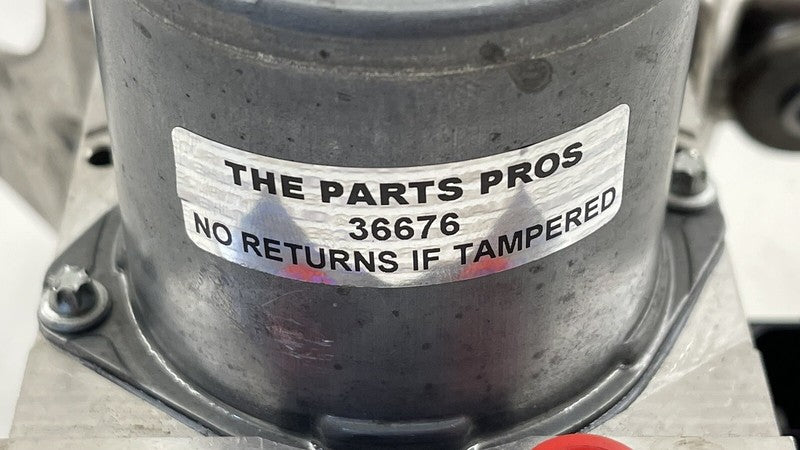 THE PARTS PROS
36676
NO RETURNS IF TAMPERED